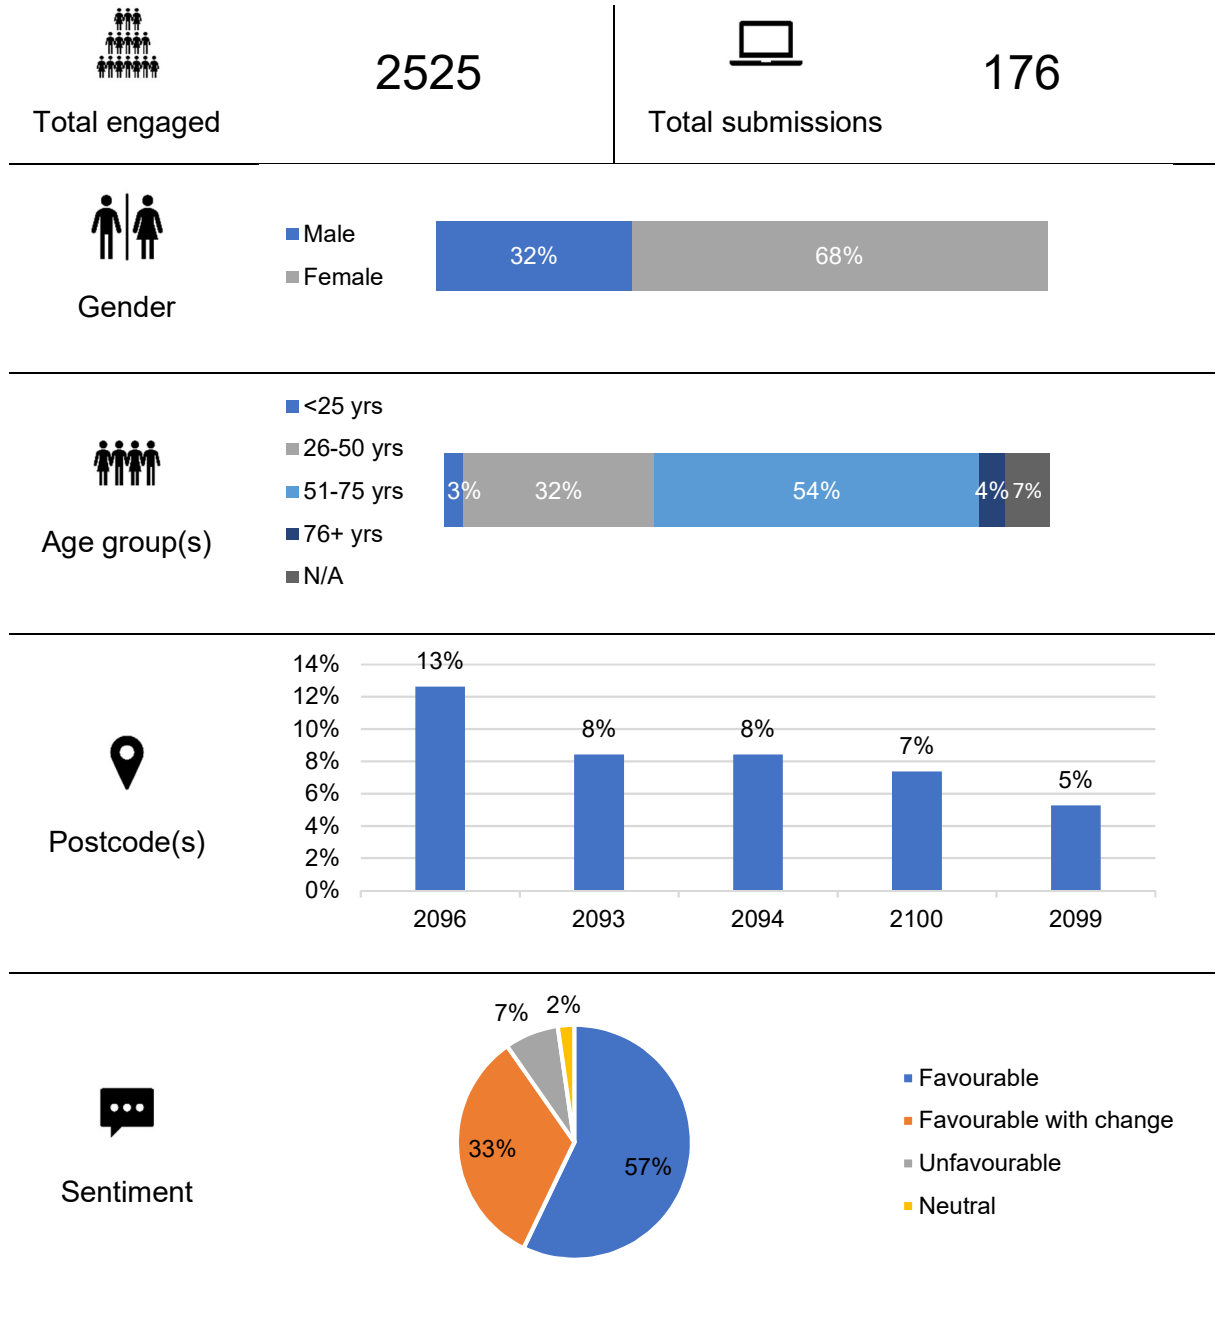 2525
Total engaged
176
Total submissions
Gender
Male
Female
32%
68%
Age group(s)
<25 yrs
26-50 yrs
51-75 yrs
76+ yrs
N/A
3%
32%
54%
4%
7%
Postcode(s)
14%
12%
10%
8%
6%
4%
2%
0%
13%
8%
8%
7%
5%
2096
2093
2094
2100
2099
Sentiment
7%
2%
33%
57%
Favourable
Favourable with change
Unfavourable
Neutral